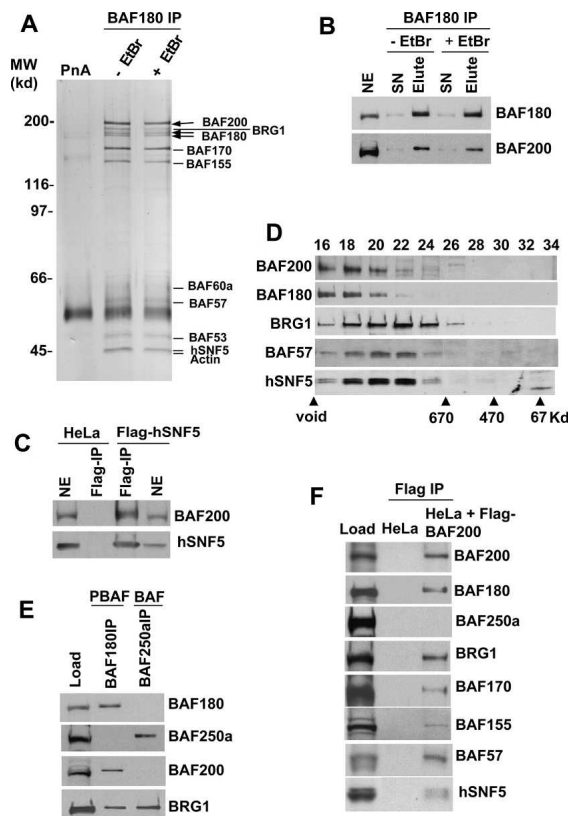 A
BAF180 IP
MW
(kd)
PnA
- EtBr
+ EtBr
200-
116-
97-
66-
45-
BAF200
BRG1
BAF180
BAF170
BAF155
BAF60a
BAF57
BAF53
hSNF5
Actin
B
BAF180 IP
- EtBr + EtBr
NE
SN
Elute
SN
Elute
BAF180
BAF200
C
HeLa Flag-hSNF5
NE
Flag-IP
Flag-IP
NE
BAF200
hSNF5
D
16 18 20 22 24 26 28 30 32 34
BAF200
BAF180
BRG1
BAF57
hSNF5
void 670 470 67 Kd
E
PBAF BAF
Load
BAF180IP
BAF250aIP
BAF180
BAF250a
BAF200
BRG1
F
Flag IP
Load HeLa HeLa + Flag-
BAF200
BAF200
BAF180
BAF250a
BRG1
BAF170
BAF155
BAF57
hSNF5